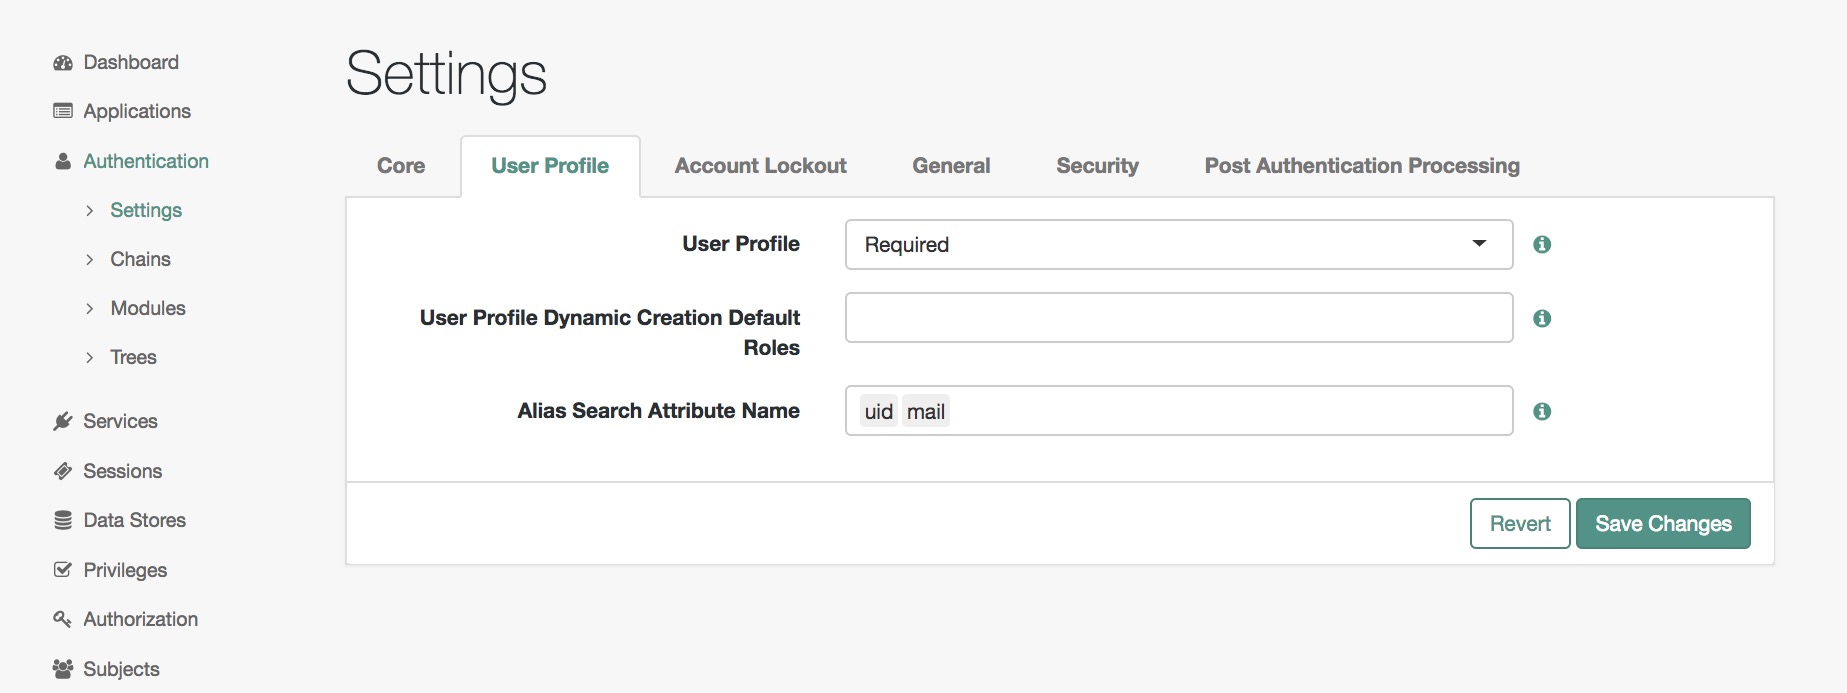 Dashboard
Applications
Authentication
Settings
Chains
Modules
Trees
Services
Sessions
Data Stores
Privileges
Authorization
Subjects
Settings
Core User Profile Account Lockout General Security Post Authentication Processing
User Profile Required
User Profile Dynamic Creation Default
Roles
Alias Search Attribute Name uid mail
Revert Save Changes